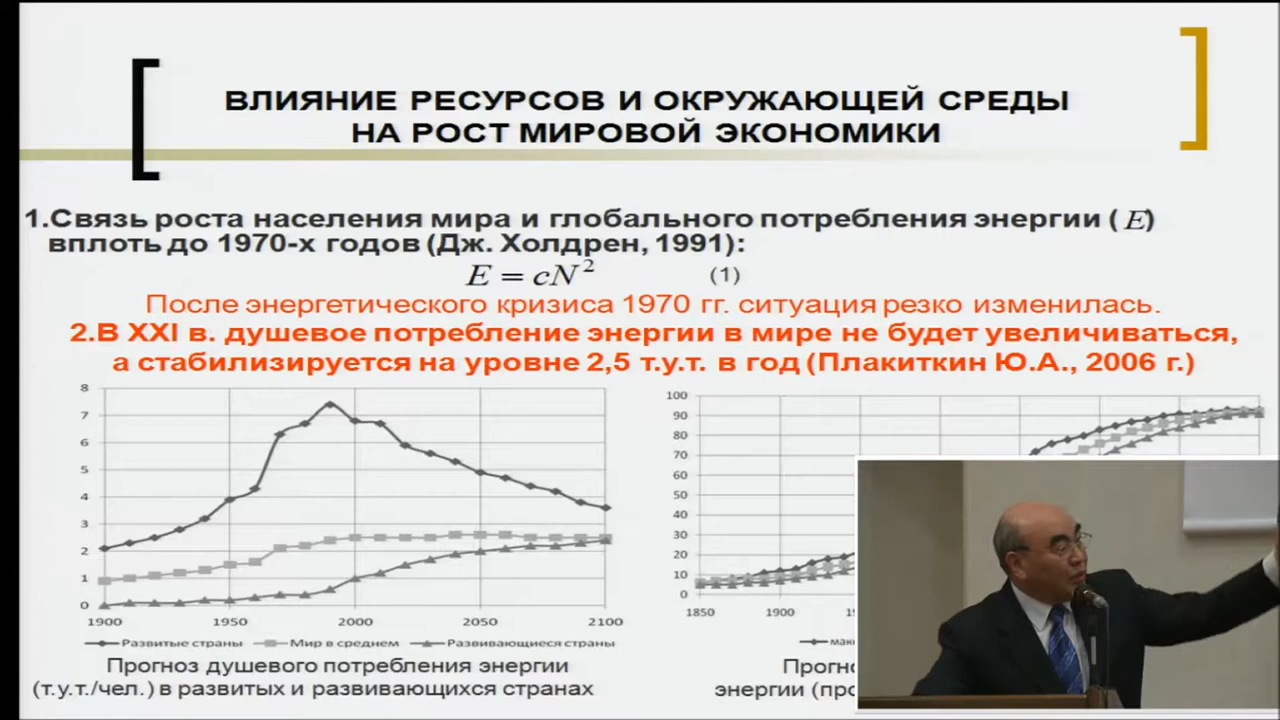 ВЛИЯНИЕ РЕСУРСОВ И ОКРУЖАЮЩЕЙ СРЕДЫ
НА РОСТ МИРОВОЙ ЭКОНОМИКИ
1.Связь роста населения мира и глобального потребления энергии ( E )
вплоть до 1970-х годов (Дж. Холдрен, 1991):
E = cN² (1)
После энергетического кризиса 1970 гг. ситуация резко изменилась.
2.В XXI в. душевое потребление энергии в мире не будет увеличиваться,
а стабилизируется на уровне 2,5 т.у.т. в год (Плакиткин Ю.А., 2006 г.)
8
7
6
5
4
3
2
1
0
1900 1950 2000 2050 2100
Развитые страны Мир в среднем Развивающиеся страны
Прогноз душевого потребления энергии
(т.у.т./чел.) в развитых и развивающихся странах
100
90
80
70
60
50
40
30
20
10
0
1850 1900